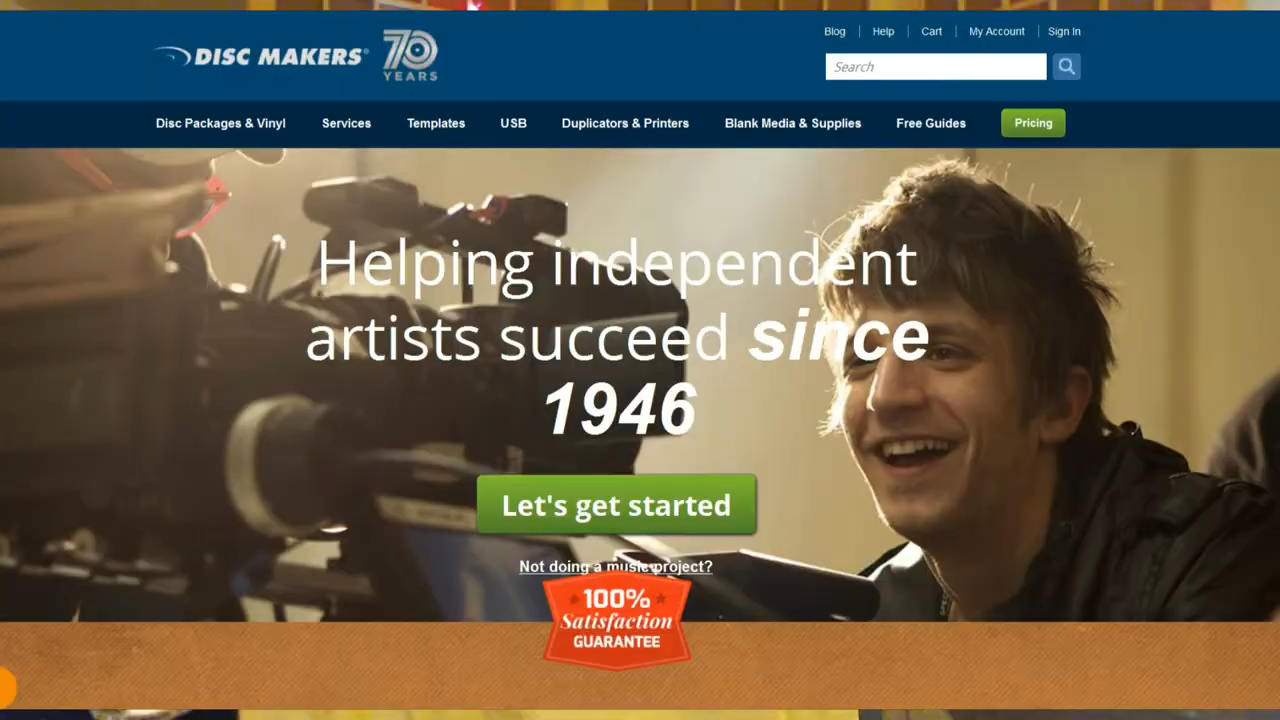 Blog
Help
Cart
My Account
Sign In
DISC MAKERS®
70
YEARS
Search
Disc Packages & Vinyl
Services
Templates
USB
Duplicators & Printers
Blank Media & Supplies
Free Guides
Pricing
Helping independent
artists succeed since
1946
Let's get started
Not doing a music project?
100%
Satisfaction
GUARANTEE